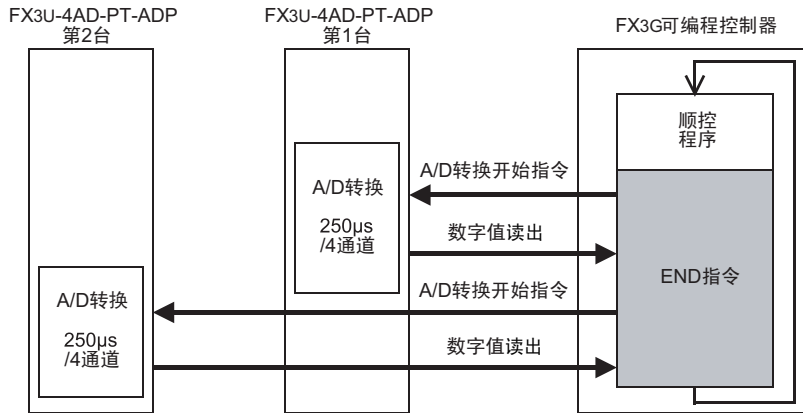 FX3U-4AD-PT-ADP
第2台
FX3U-4AD-PT-ADP
第1台
FX3G可编程控制器
顺控
程序
A/D转换开始指令
A/D转换
250μs
/4通道
数字值读出
END指令
A/D转换开始指令
A/D转换
250μs
/4通道
数字值读出